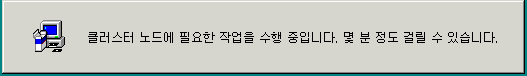 클러스터 노드에 필요한 작업을 수행 중입니다. 몇 분 정도 걸릴 수 있습니다.